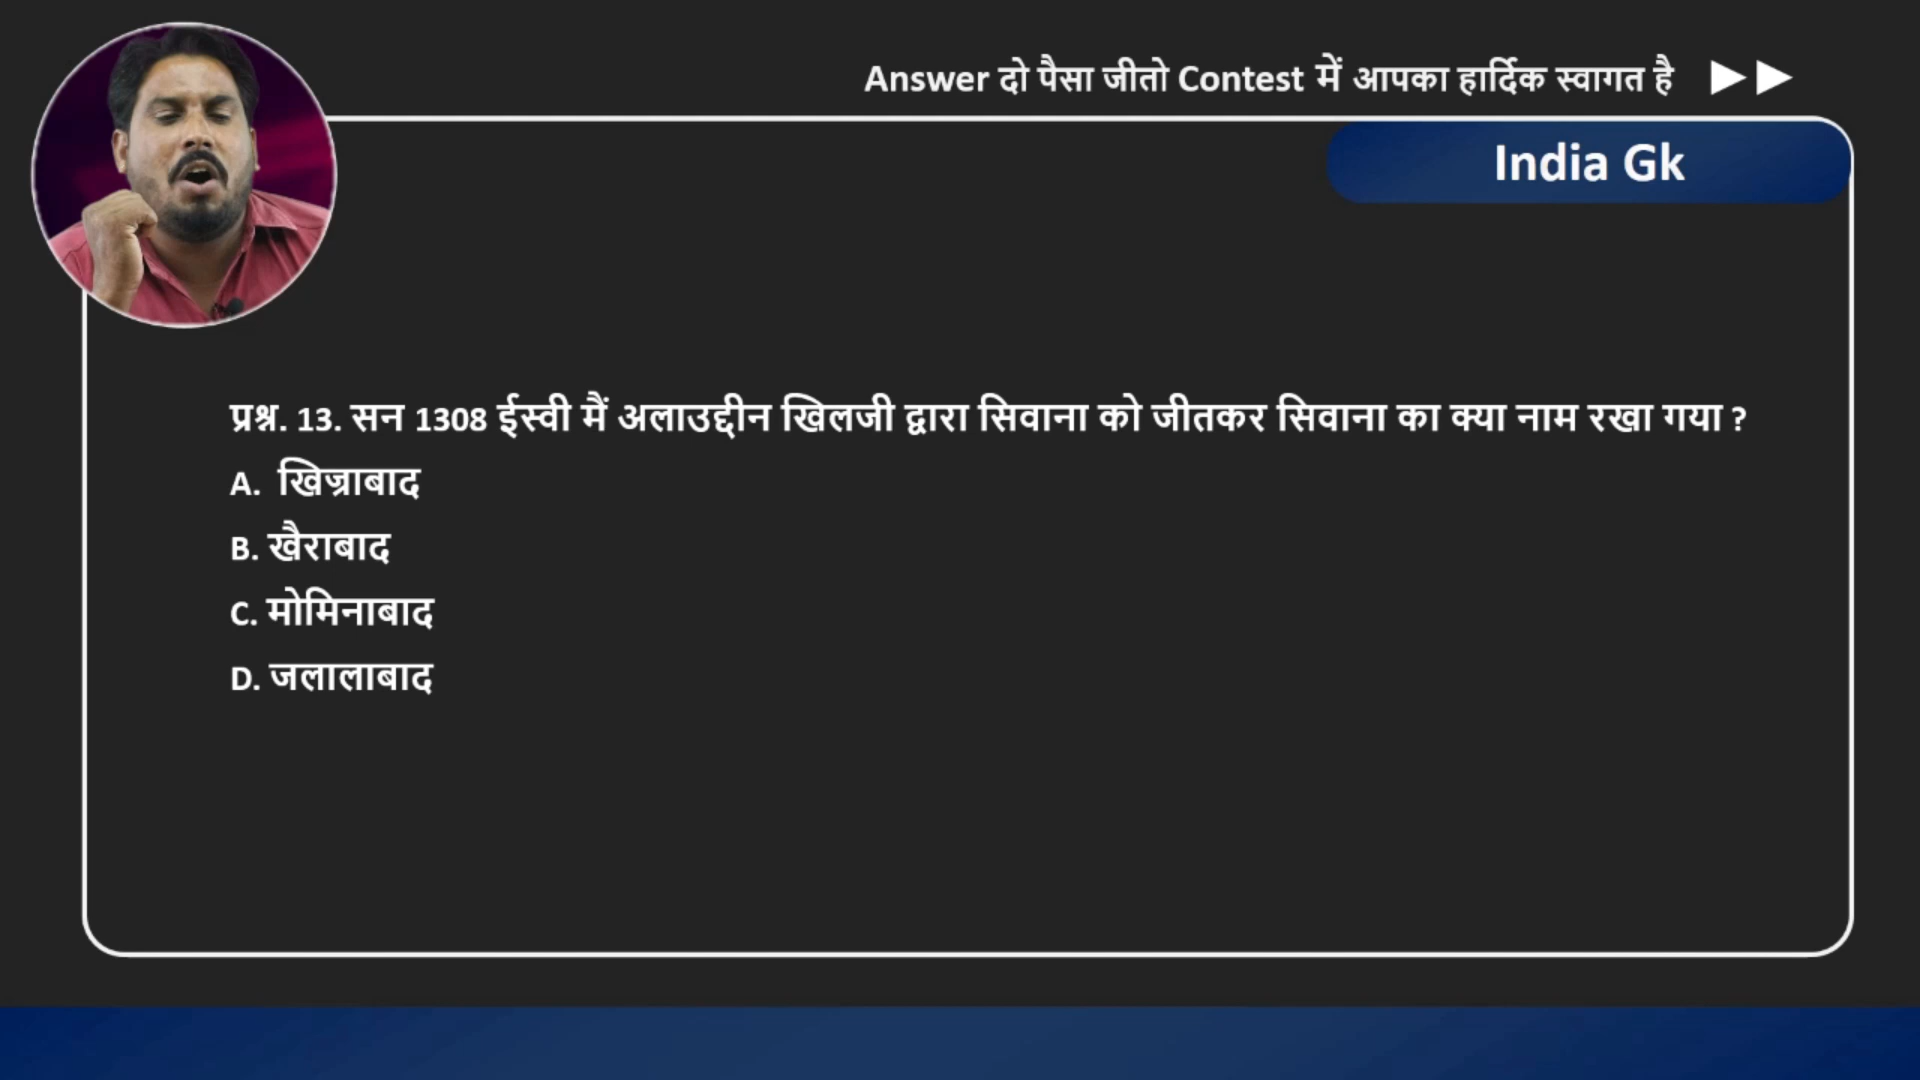 Answer दो पैसा जीतो Contest में आपका हार्दिक स्वागत है
India Gk
प्रश्न. 13. सन 1308 ईस्वी मैं अलाउद्दीन खिलजी द्वारा सिवाना को जीतकर सिवाना का क्या नाम रखा गया ?
A. खिज्राबाद
B. खैराबाद
C. मोमिनाबाद
D. जलालाबाद